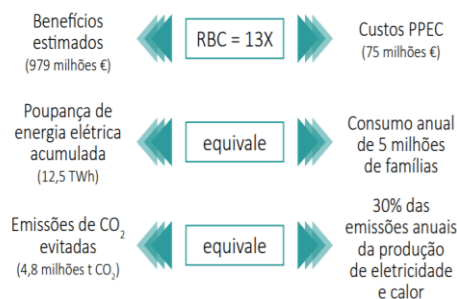 Benefícios
estimados
(979 milhões €)
RBC = 13X
Custos PPEC
(75 milhões €)
Poupança de
energia elétrica
acumulada
(12,5 TWh)
equivale
Consumo anual
de 5 milhões
de famílias
Emissões de CO₂
evitadas
(4,8 milhões t CO₂)
equivale
30% das
emissões anuais
da produção
de eletricidade
e calor